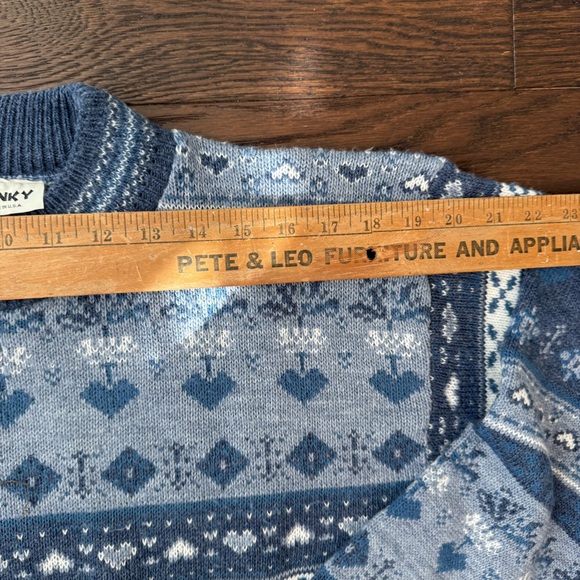 NKY
0 11 12 13 14 15 16 17 18 19 20 21 22 23
PETE & LEO FURNITURE AND APPLIA